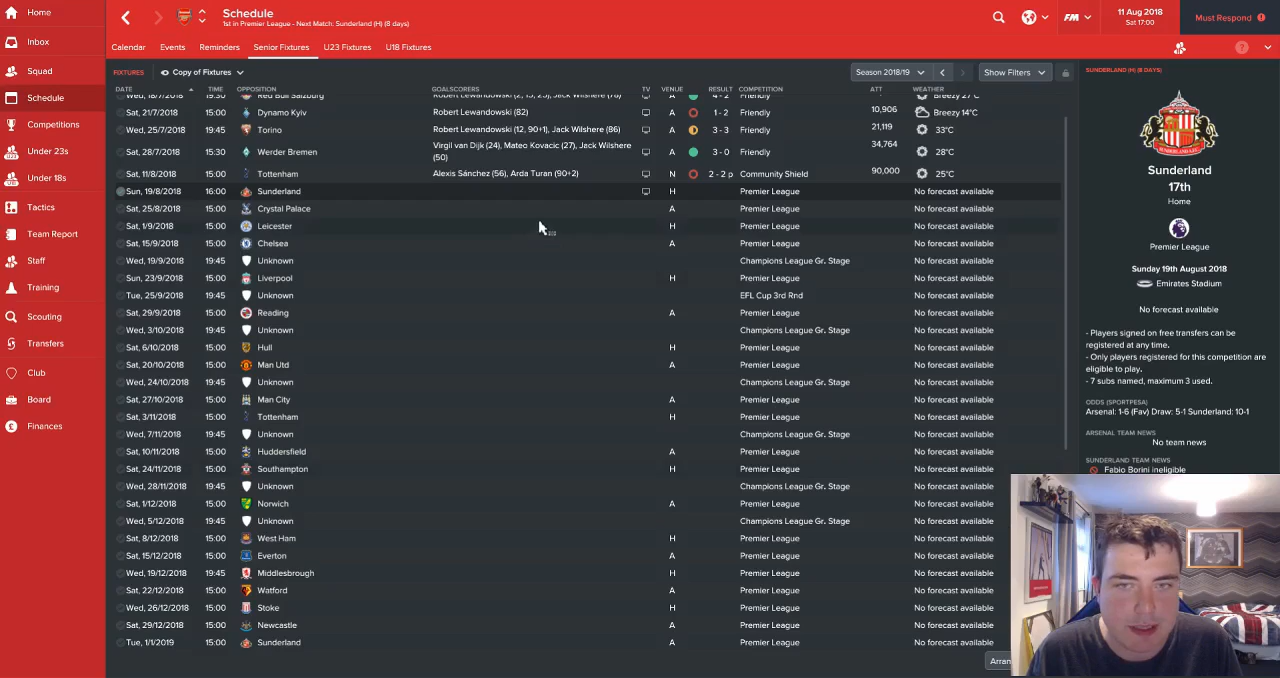 Home
Inbox
Squad
Schedule
Competitions
Under 23s
Under 18s
Tactics
Team Report
Staff
Training
Scouting
Transfers
Club
Board
Finances
Schedule
1st in Premier League - Next Match: Sunderland (H) (8 days)
FM
11 Aug 2018
Sat 17:00
Must Respond
Calendar Events Reminders Senior Fixtures U23 Fixtures U18 Fixtures
FIXTURES Copy of Fixtures Season 2018/19 Show Filters
DATE TIME OPPOSITION GOALSCORERS TV VENUE RESULT COMPETITION ATT WEATHER
Wed, 18/7/2018 19:30 Red Bull Salzburg A 4 - 2 Friendly Breezy 27°C
Sat, 21/7/2018 15:00 Dynamo Kyiv Robert Lewandowski (82) A 1 - 2 Friendly 10,906 Breezy 14°C
Wed, 25/7/2018 19:45 Torino Robert Lewandowski (12, 90+1), Jack Wilshere (86) A 3 - 3 Friendly 21,119 33°C
Sat, 28/7/2018 15:30 Werder Bremen Virgil van Dijk (24), Mateo Kovacic (27), Jack Wilshere (50) A 3 - 0 Friendly 34,764 28°C
Sat, 11/8/2018 15:00 Tottenham Alexis Sánchez (56), Arda Turan (90+2) N 2 - 2 p Community Shield 90,000 25°C
Sun, 19/8/2018 16:00 Sunderland H Premier League No forecast available
Sat, 25/8/2018 15:00 Crystal Palace A Premier League No forecast available
Sat, 1/9/2018 15:00 Leicester H Premier League No forecast available
Sat, 15/9/2018 15:00 Chelsea A Premier League No forecast available
Wed, 19/9/2018 19:45 Unknown Champions League Gr. Stage No forecast available
Sun, 23/9/2018 15:00 Liverpool H Premier League No forecast available
Tue, 25/9/2018 19:45 Unknown EFL Cup 3rd Rnd No forecast available
Sat, 29/9/2018 15:00 Reading A Premier League No forecast available
Wed, 3/10/2018 19:45 Unknown Champions League Gr. Stage No forecast available
Sat, 6/10/2018 15:00 Hull H Premier League No forecast available
Sat, 20/10/2018 15:00 Man Utd A Premier League No forecast available
Wed, 24/10/2018 19:45 Unknown Champions League Gr. Stage No forecast available
Sat, 27/10/2018 15:00 Man City A Premier League No forecast available
Sat, 3/11/2018 15:00 Tottenham H Premier League No forecast available
Wed, 7/11/2018 19:45 Unknown Champions League Gr. Stage No forecast available
Sat, 10/11/2018 15:00 Huddersfield A Premier League No forecast available
Sat, 24/11/2018 15:00 Southampton H Premier League No forecast available
Wed, 28/11/2018 19:45 Unknown Champions League Gr. Stage No forecast available
Sat, 1/12/2018 15:00 Norwich A Premier League No forecast available
Wed, 5/12/2018 19:45 Unknown Champions League Gr. Stage No forecast available
Sat, 8/12/2018 15:00 West Ham H Premier League No forecast available
Sat, 15/12/2018 15:00 Everton A Premier League No forecast available
Wed, 19/12/2018 19:45 Middlesbrough H Premier League No forecast available
Sat, 22/12/2018 15:00 Watford A Premier League No forecast available
Wed, 26/12/2018 15:00 Stoke H Premier League No forecast available
Sat, 29/12/2018 15:00 Newcastle A Premier League No forecast available
Tue, 1/1/2019 15:00 Sunderland A Premier League No forecast available
Arran
SUNDERLAND (H) (8 DAYS)
Sunderland
17th
Home
Premier League
Sunday 19th August 2018
Emirates Stadium
No forecast available
- Players signed on free transfers can be
registered at any time.
- Only players registered for this competition are
eligible to play.
- 7 subs named, maximum 3 used.
ODDS (SPORTPESA)
Arsenal: 1-6 (Fav) Draw: 5-1 Sunderland: 10-1
ARSENAL TEAM NEWS
No team news
SUNDERLAND TEAM NEWS
Fabio Borini ineligible